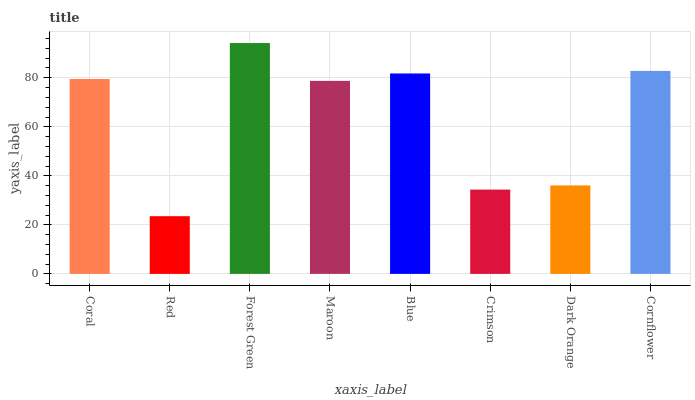 title
yaxis_label
80
60
40
20
0
Coral
Red
Forest Green
Maroon
Blue
Crimson
Dark Orange
Cornflower
xaxis_label